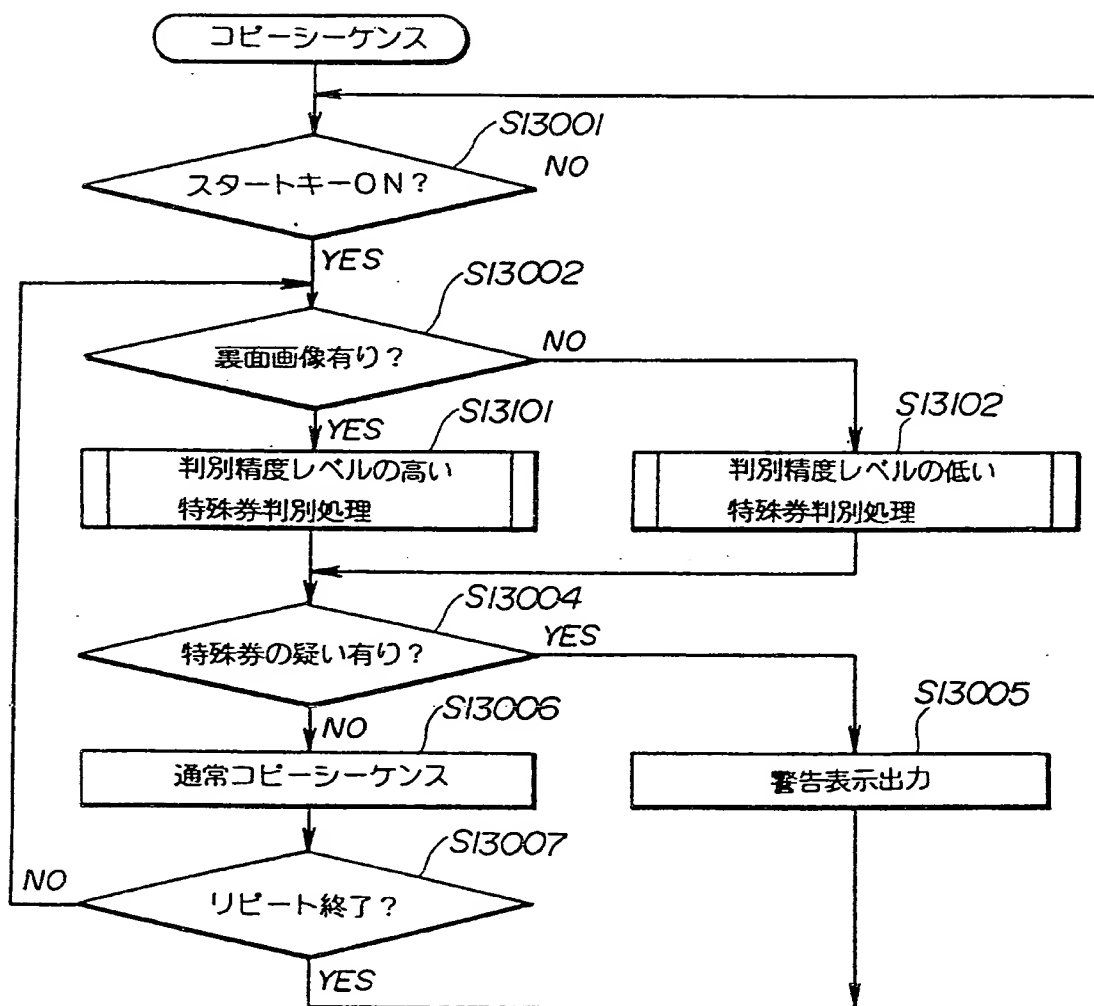 コピーシーケンス
S13001
スタートキーON?
NO
YES
S13002
裏面画像有り?
NO
YES
S13101
S13102
判別精度レベルの高い
特殊券判別処理
判別精度レベルの低い
特殊券判別処理
S13004
特殊券の疑い有り?
YES
NO
S13006
S13005
通常コピーシーケンス
警告表示出力
S13007
NO
リピート終了?
YES